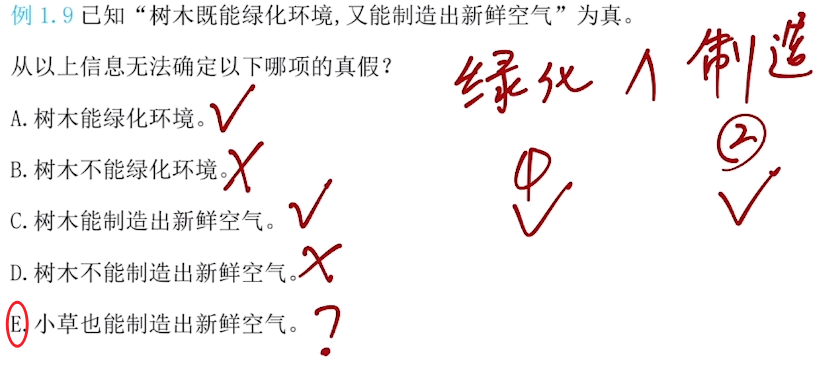 例 1.9 已知“树木既能绿化环境,又能制造出新鲜空气”为真。
从以上信息无法确定以下哪项的真假?
绿化 ∧ 制造
A.树木能绿化环境。✓
① ②
✓ ✓
B.树木不能绿化环境。✗
C.树木能制造出新鲜空气。✓
D.树木不能制造出新鲜空气。✗
E.小草也能制造出新鲜空气。?